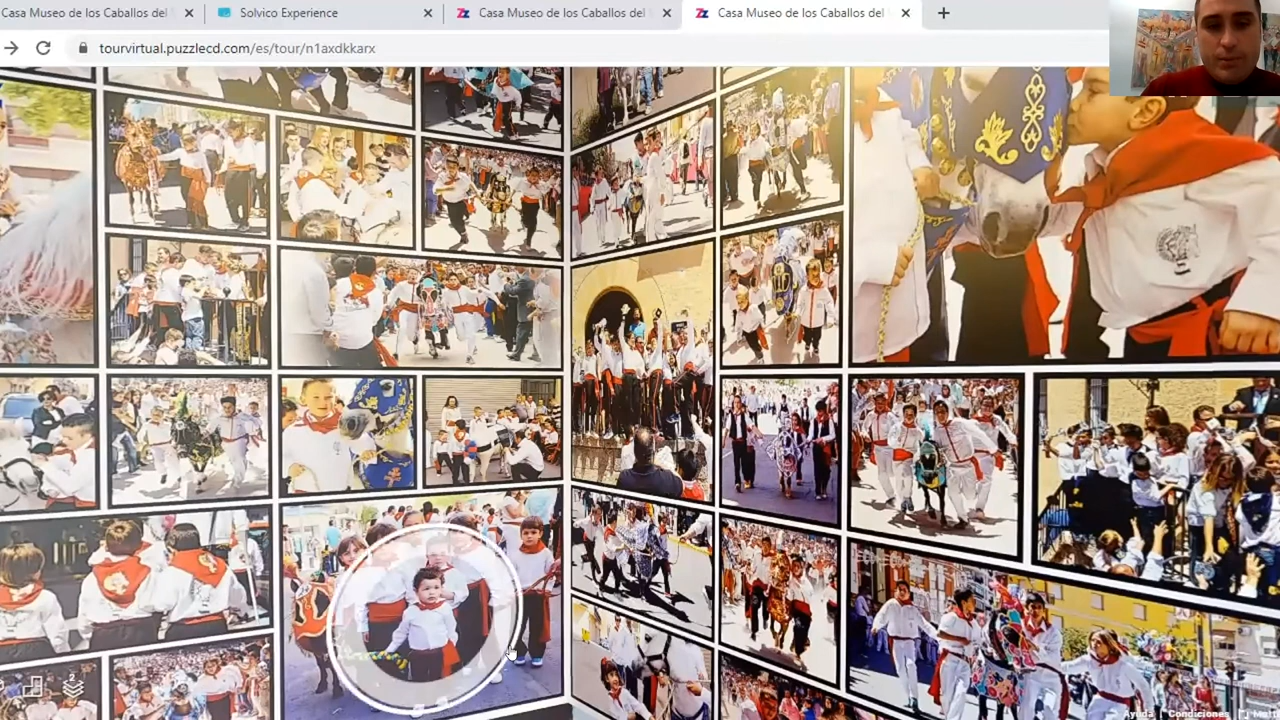 Casa Museo de los Caballos del
Solvico Experience
Casa Museo de los Caballos del
Casa Museo de los Caballos del
tourvirtual.puzzlecd.com/es/tour/n1axdkkarx
2
Ayuda | Condiciones